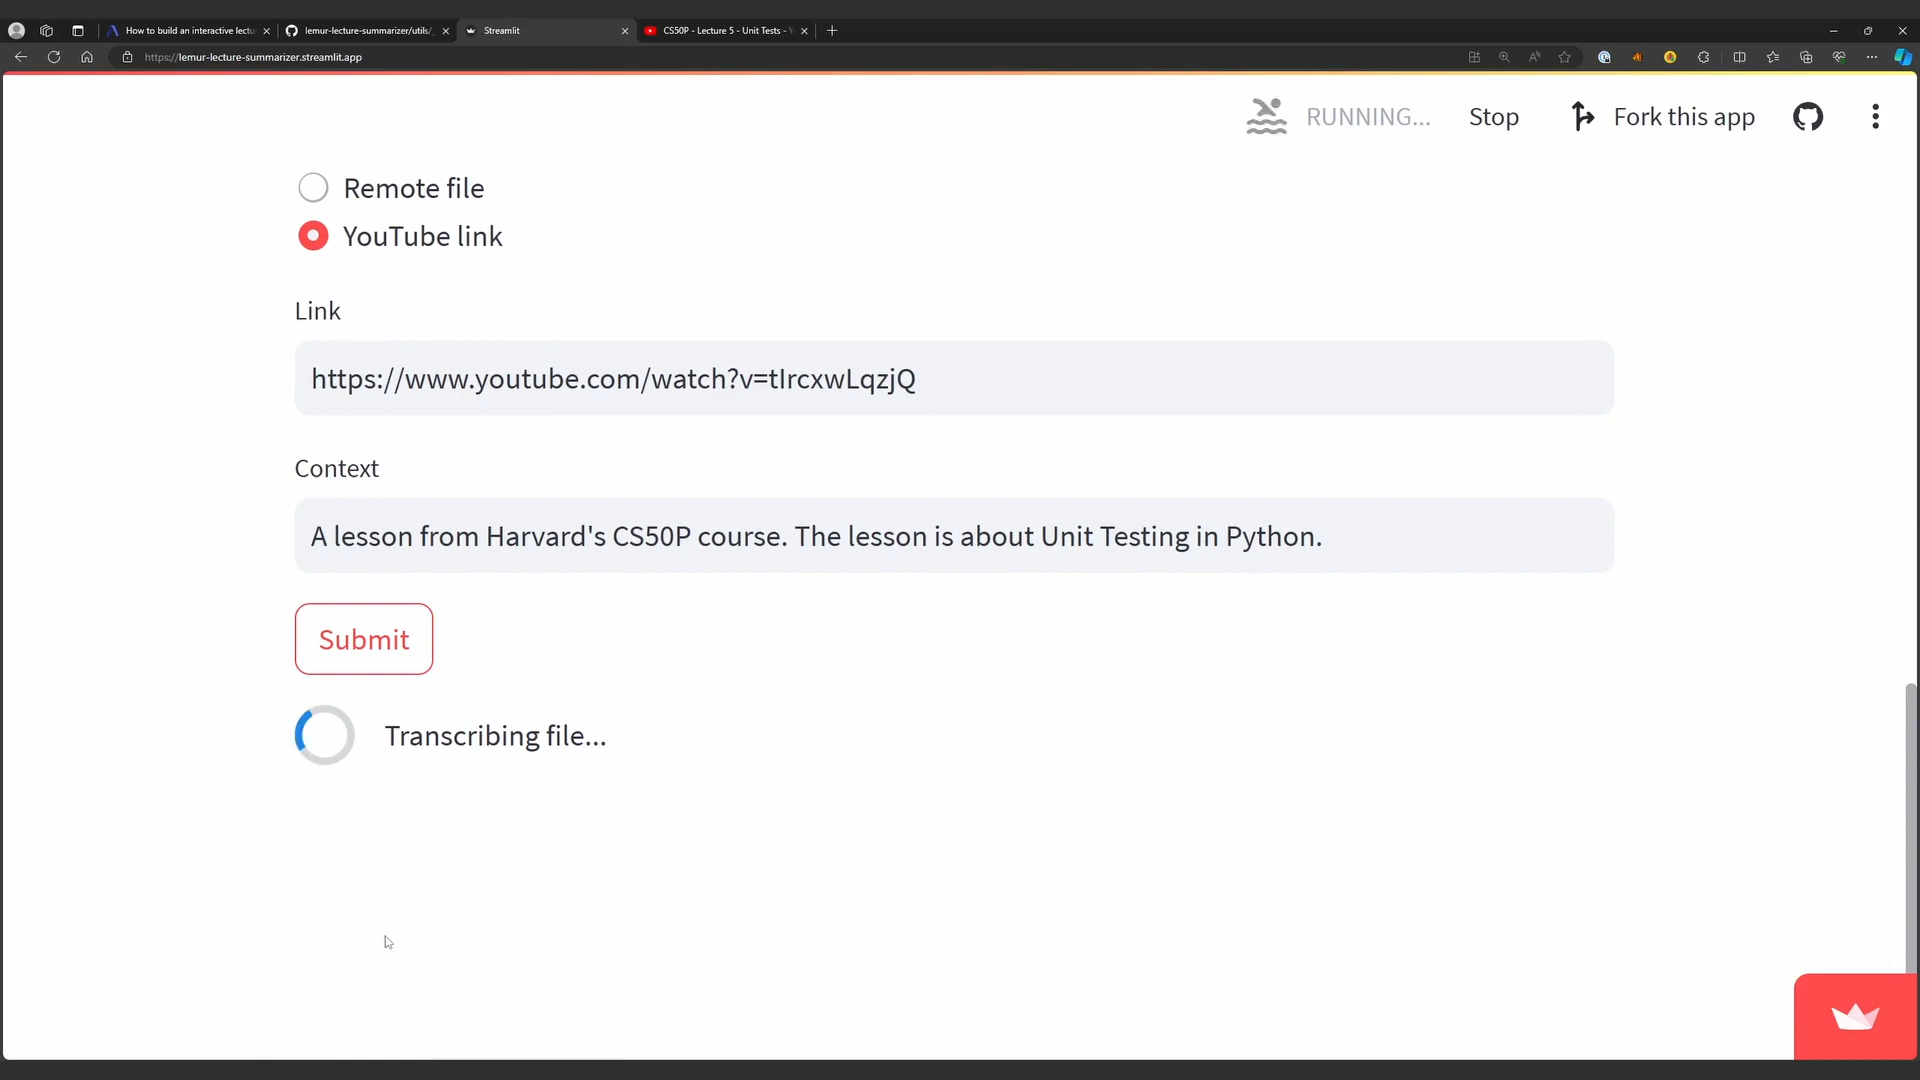 How to build an interactive lectu
lemur-lecture-summarizer/utils/_
Streamlit
CS50P - Lecture 5 - Unit Tests - Y
https://lemur-lecture-summarizer.streamlit.app
RUNNING...
Stop
Fork this app
Remote file
YouTube link
Link
https://www.youtube.com/watch?v=tIrcxwLqzjQ
Context
A lesson from Harvard's CS50P course. The lesson is about Unit Testing in Python.
Submit
Transcribing file...